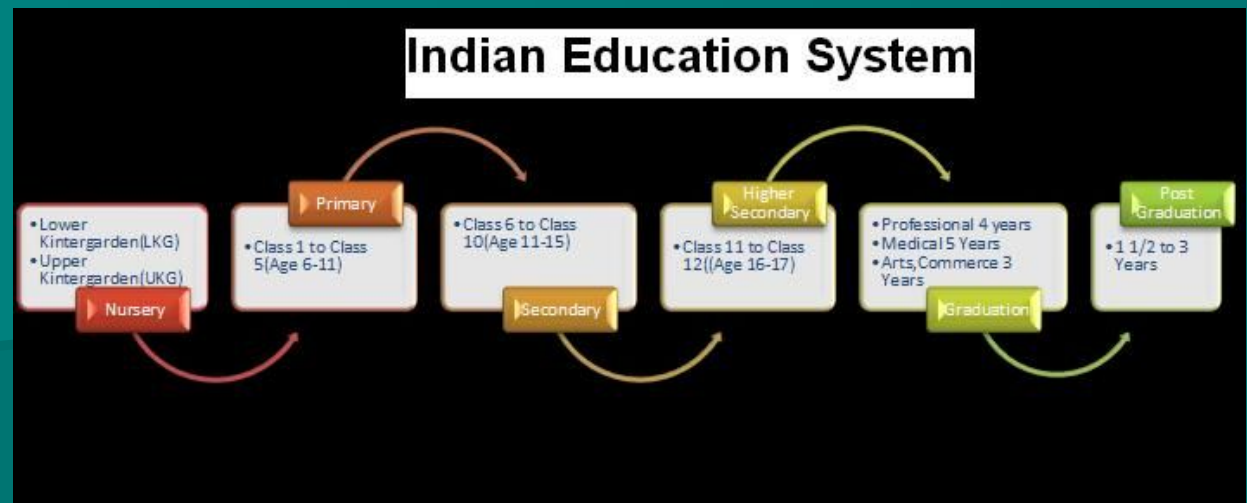 Indian Education System
•Lower
Kintergarden(LKG)
•Upper
Kintergarden(UKG)
Nursery
Primary
•Class 1 to Class
5(Age 6-11)
•Class 6 to Class
10(Age 11-15)
Secondary
Higher
Secondary
•Class 11 to Class
12((Age 16-17)
•Professional 4 years
•Medical 5 Years
•Arts,Commerce 3
Years
Graduation
Post
Graduation
•1 1/2 to 3
Years